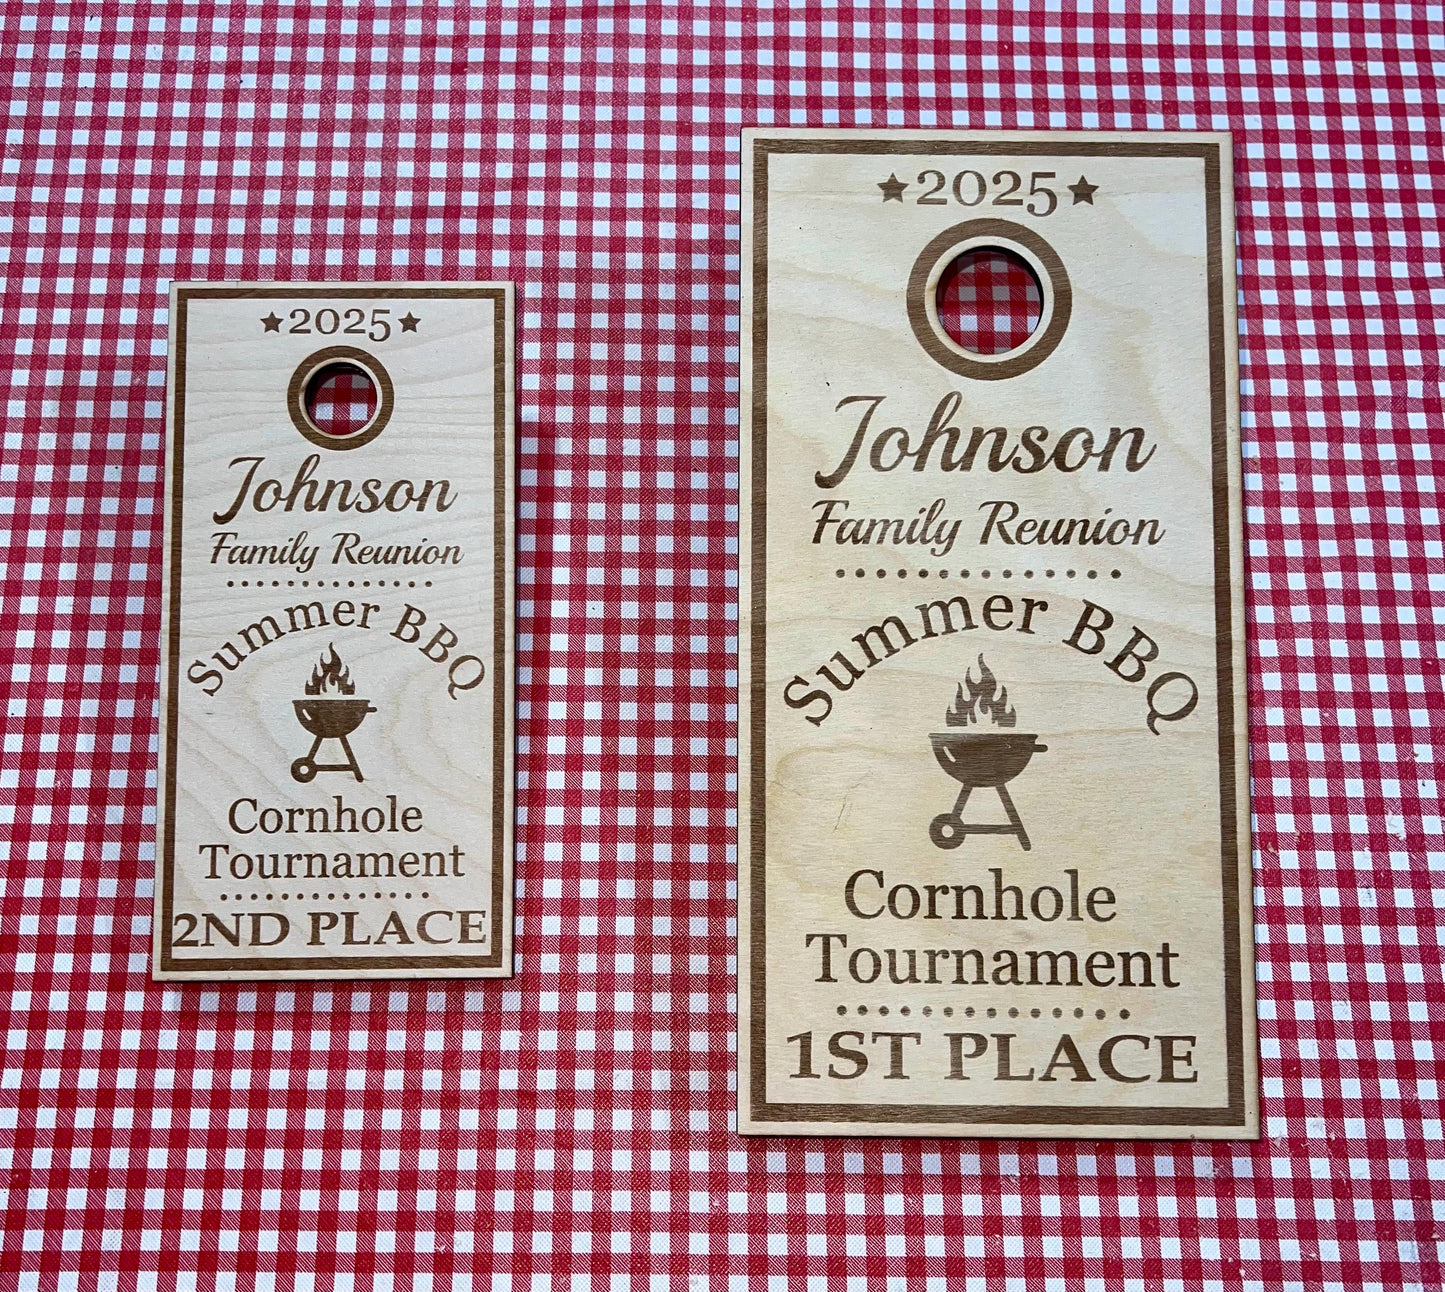 ★2025★
Johnson
Family Reunion
Summer BBQ
Cornhole
Tournament
2ND PLACE
★2025★
Johnson
Family Reunion
Summer BBQ
Cornhole
Tournament
1ST PLACE